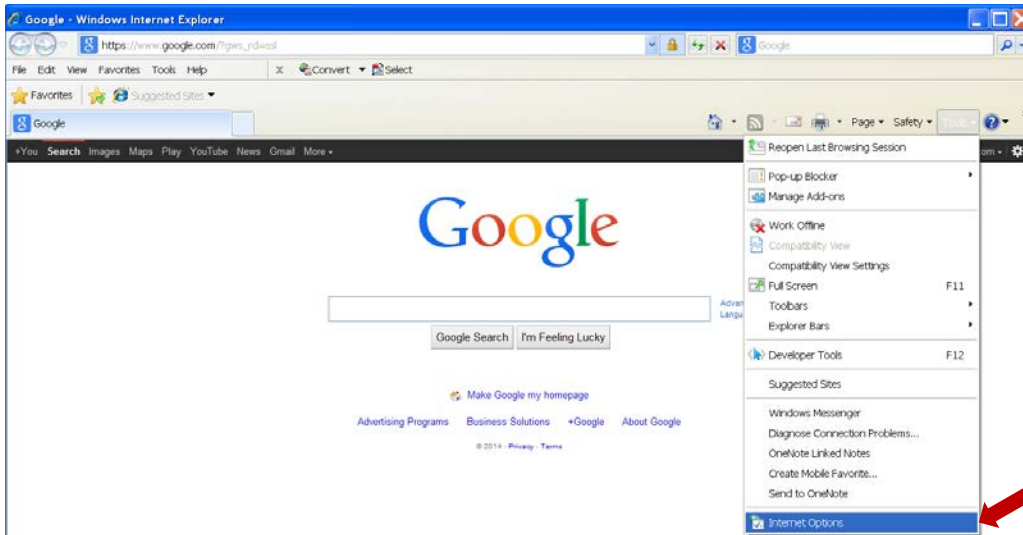 Google - Windows Internet Explorer
https://www.google.com/?gws_rd=ssl
Google
File Edit View Favorites Tools Help
x Convert Select
Favorites Suggested Sites
Google
Page Safety Tools
+You Search Images Maps Play YouTube News Gmail More
om
Google
Advan
Langu
Google Search I'm Feeling Lucky
Make Google my homepage
Advertising Programs Business Solutions +Google About Google
© 2014 - Privacy - Terms
Reopen Last Browsing Session
Pop-up Blocker
Manage Add-ons
Work Offline
Compatibility View
Compatibility View Settings
Full Screen F11
Toolbars
Explorer Bars
Developer Tools F12
Suggested Sites
Windows Messenger
Diagnose Connection Problems...
OneNote Linked Notes
Create Mobile Favorite...
Send to OneNote
Internet Options